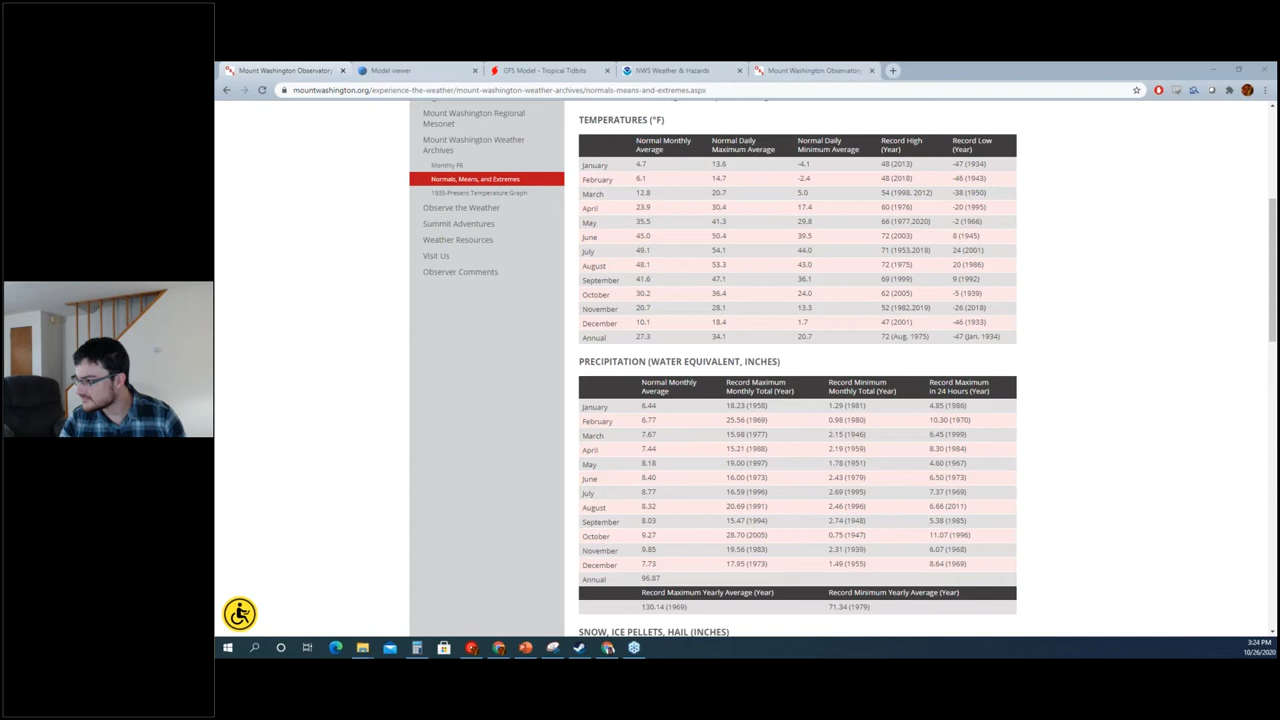 Mount Washington Observatory
Model viewer
GFS Model - Tropical Tidbits
NWS Weather & Hazards
Mount Washington Observatory
mountwashington.org/experience-the-weather/mount-washington-weather-archives/normals-means-and-extremes.aspx
Mount Washington Regional
Mesonet
Mount Washington Weather
Archives
Monthly F6
Normals, Means, and Extremes
1935-Present Temperature Graph
Observe the Weather
Summit Adventures
Weather Resources
Visit Us
Observer Comments
TEMPERATURES (°F)
Normal Monthly Average Normal Daily Maximum Average Normal Daily Minimum Average Record High (Year) Record Low (Year)
January 4.7 13.6 -4.1 48 (2013) -47 (1934)
February 6.1 14.7 -2.4 48 (2018) -46 (1943)
March 12.8 20.7 5.0 54 (1998, 2012) -38 (1950)
April 23.9 30.4 17.4 60 (1976) -20 (1995)
May 35.5 41.3 29.8 66 (1977,2020) -2 (1966)
June 45.0 50.4 39.5 72 (2003) 8 (1945)
July 49.1 54.1 44.0 71 (1953,2018) 24 (2001)
August 48.1 53.3 43.0 72 (1975) 20 (1986)
September 41.6 47.1 36.1 69 (1999) 9 (1992)
October 30.2 36.4 24.0 62 (2005) -5 (1939)
November 20.7 28.1 13.3 52 (1982,2019) -26 (2018)
December 10.1 18.4 1.7 47 (2001) -46 (1933)
Annual 27.3 34.1 20.7 72 (Aug. 1975) -47 (Jan. 1934)
PRECIPITATION (WATER EQUIVALENT, INCHES)
Normal Monthly Average Record Maximum Monthly Total (Year) Record Minimum Monthly Total (Year) Record Maximum in 24 Hours (Year)
January 6.44 18.23 (1958) 1.29 (1981) 4.85 (1986)
February 6.77 25.56 (1969) 0.98 (1980) 10.30 (1970)
March 7.67 15.98 (1977) 2.15 (1946) 6.45 (1999)
April 7.44 15.21 (1988) 2.19 (1959) 8.30 (1984)
May 8.18 19.00 (1997) 1.78 (1951) 4.60 (1967)
June 8.40 16.00 (1973) 2.43 (1979) 6.50 (1973)
July 8.77 16.59 (1996) 2.69 (1995) 7.37 (1969)
August 8.32 20.69 (1991) 2.46 (1996) 6.66 (2011)
September 8.03 15.47 (1994) 2.74 (1948) 5.38 (1985)
October 9.27 28.70 (2005) 0.75 (1947) 11.07 (1996)
November 9.85 19.56 (1983) 2.31 (1939) 6.07 (1968)
December 7.73 17.95 (1973) 1.49 (1955) 8.64 (1969)
Annual 96.87
Record Maximum Yearly Average (Year) Record Minimum Yearly Average (Year)
130.14 (1969) 71.34 (1979)
SNOW, ICE PELLETS, HAIL (INCHES)
3:24 PM
10/26/2020